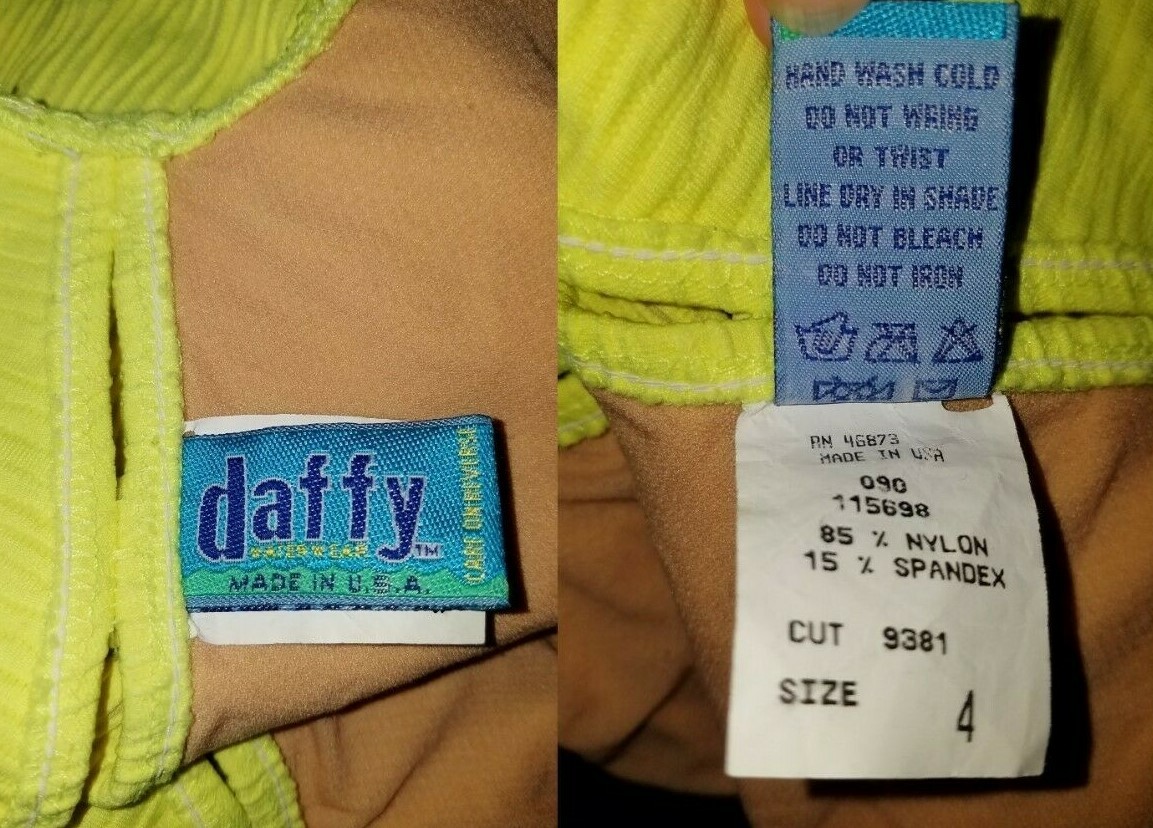 daffy
WATERWEAR
TM
MADE IN U.S.A.
HAND WASH COLD
DO NOT WRING
OR TWIST
LINE DRY IN SHADE
DO NOT BLEACH
DO NOT IRON
RN 46873
MADE IN USA
090
115698
85 % NYLON
15 % SPANDEX
CUT 9381
SIZE 4